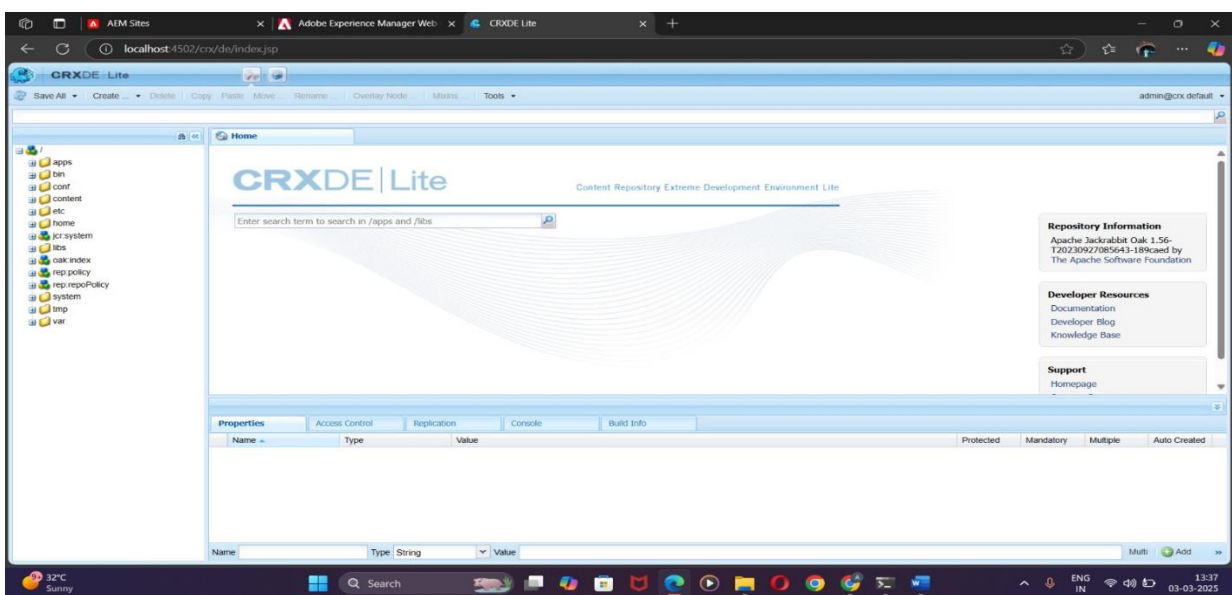 AEM Sites
Adobe Experience Manager Web
CRXDE Lite
localhost:4502/crx/de/index.jsp
CRXDE Lite
Save All Create ... Delete Copy Paste Move ... Rename ... Overlay Node ... Mixins ... Tools
admin@crx.default
Home
/
apps
bin
conf
content
etc
home
jcr:system
libs
oak:index
rep:policy
rep:repoPolicy
system
tmp
var
CRXDE | Lite
Content Repository Extreme Development Environment Lite
Enter search term to search in /apps and /libs
Repository Information
Apache Jackrabbit Oak 1.56-
T20230927085643-189caed by
The Apache Software Foundation
Developer Resources
Documentation
Developer Blog
Knowledge Base
Support
Homepage
Properties Access Control Replication Console Build Info
Name Type Value Protected Mandatory Multiple Auto Created
Name Type String Value Multi Add
32°C
Sunny
Search
ENG
IN
13:37
03-03-2025